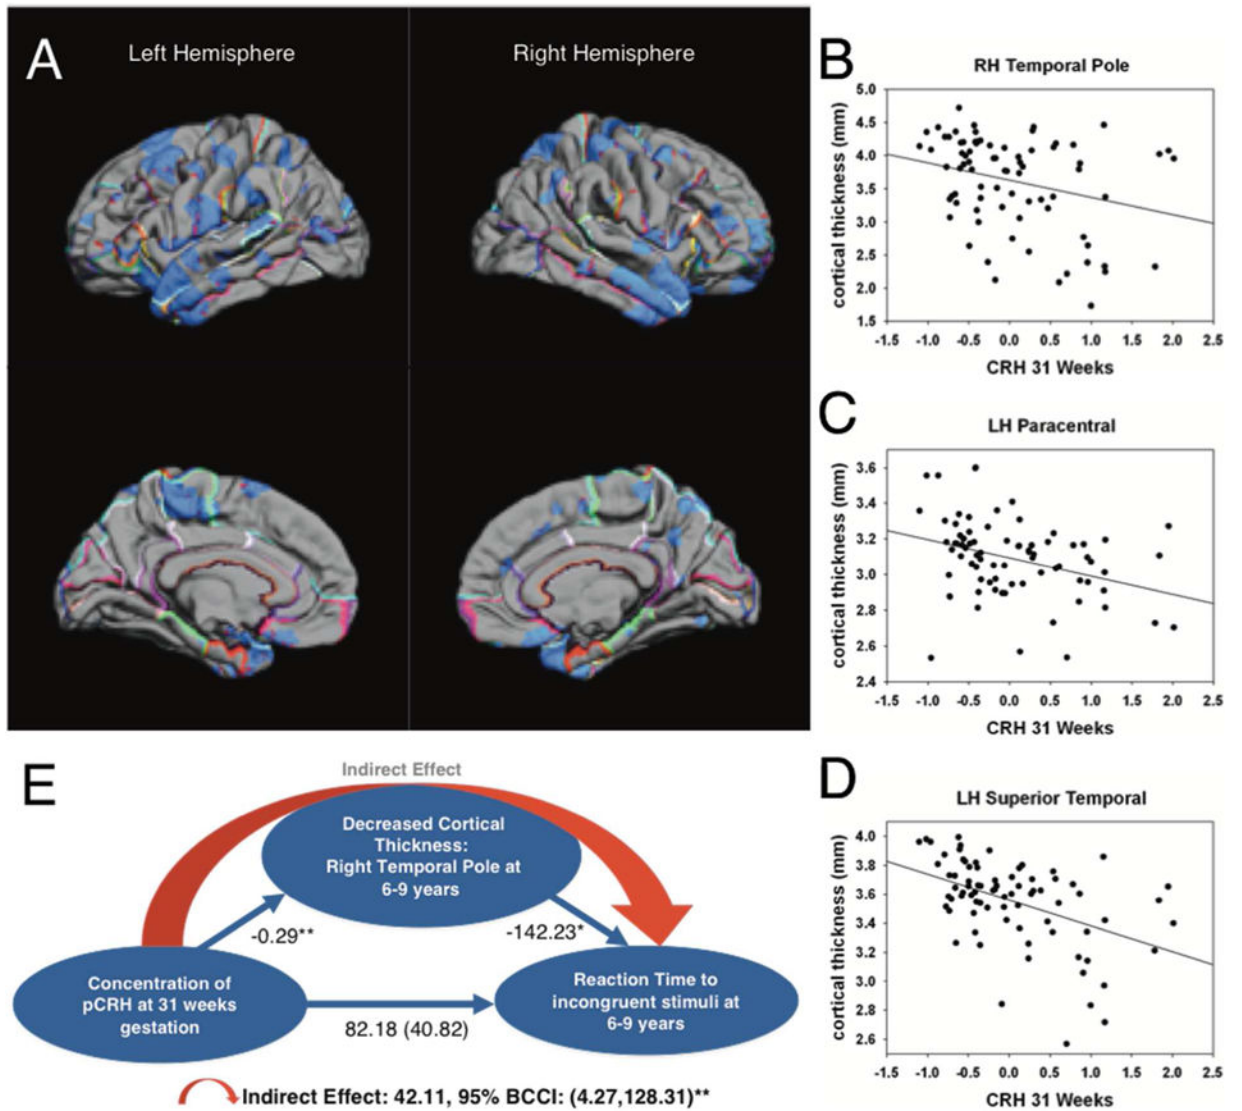 A
Left Hemisphere
Right Hemisphere
B
RH Temporal Pole
cortical thickness (mm)
5.0
4.5
4.0
3.5
3.0
2.5
2.0
1.5
-1.5 -1.0 -0.5 0.0 0.5 1.0 1.5 2.0 2.5
CRH 31 Weeks
C
LH Paracentral
cortical thickness (mm)
3.6
3.4
3.2
3.0
2.8
2.6
2.4
-1.5 -1.0 -0.5 0.0 0.5 1.0 1.5 2.0 2.5
CRH 31 Weeks
D
LH Superior Temporal
cortical thickness (mm)
4.0
3.8
3.6
3.4
3.2
3.0
2.8
2.6
-1.5 -1.0 -0.5 0.0 0.5 1.0 1.5 2.0 2.5
CRH 31 Weeks
E
Indirect Effect
Decreased Cortical
Thickness:
Right Temporal Pole at
6-9 years
-0.29**
-142.23*
Concentration of
pCRH at 31 weeks
gestation
Reaction Time to
incongruent stimuli at
6-9 years
82.18 (40.82)
Indirect Effect: 42.11, 95% BCCI: (4.27,128.31)**